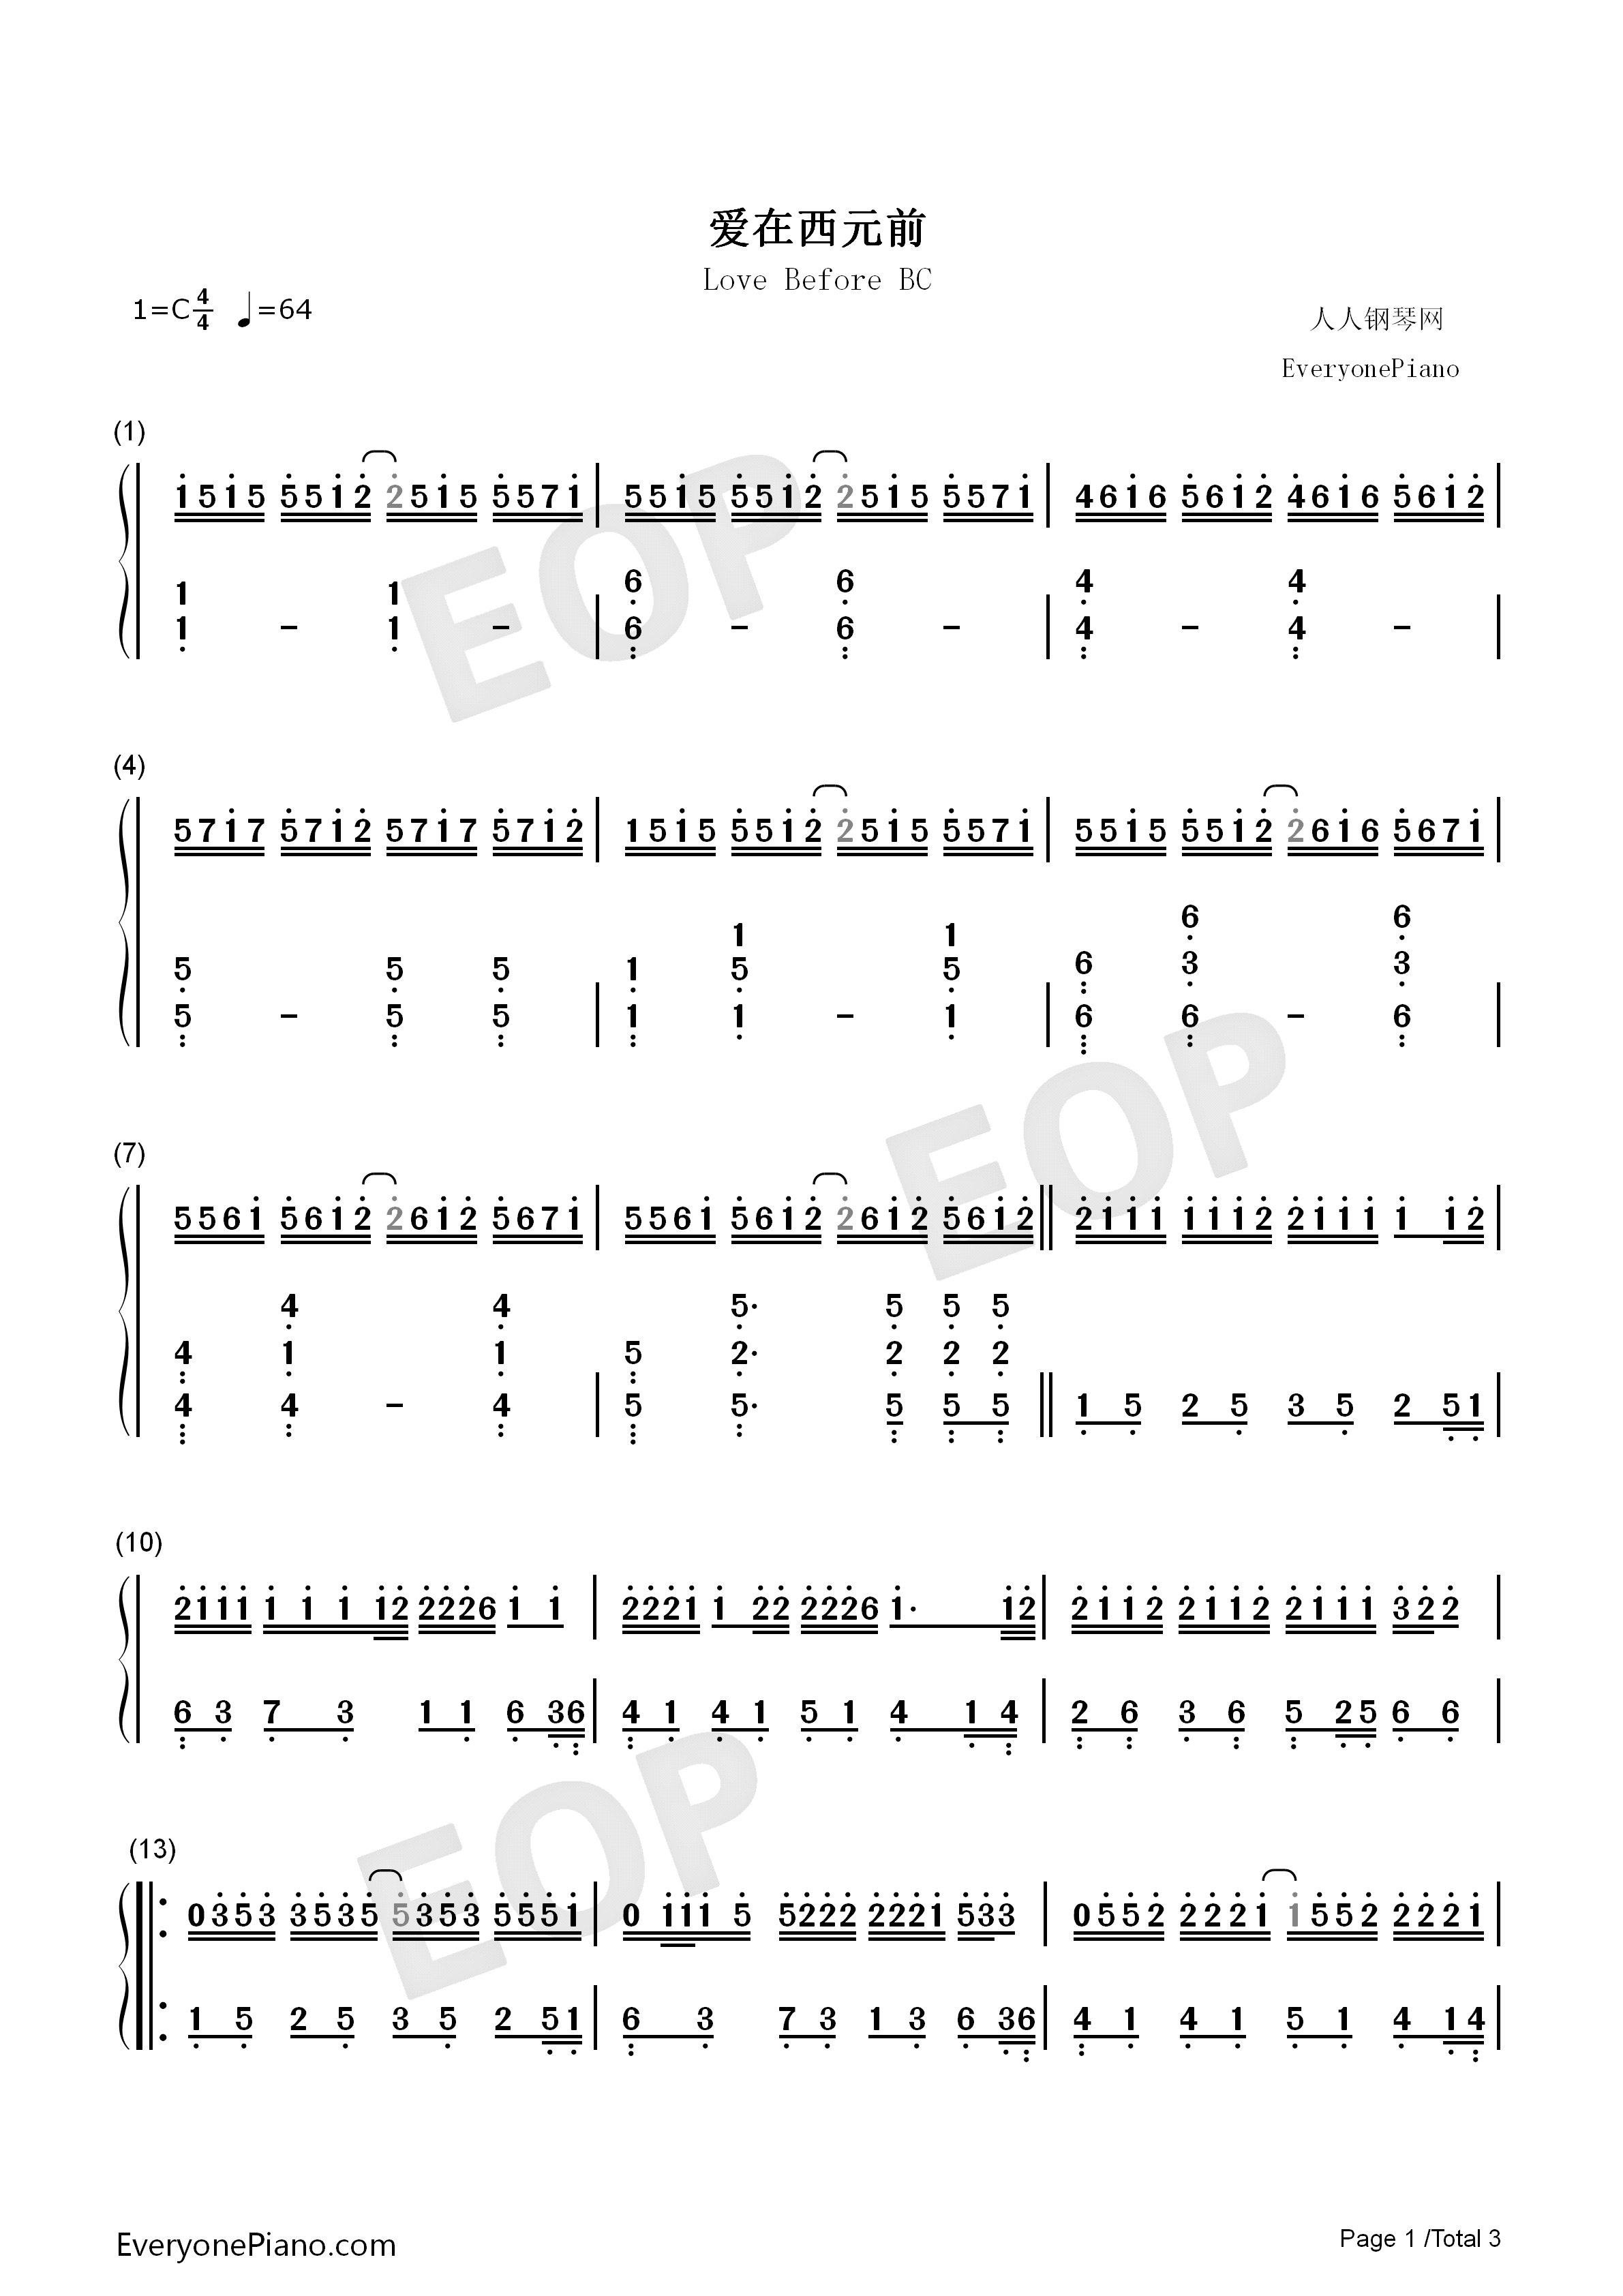 爱在西元前
Love Before BC
1=C 4/4 ♩=64
人人钢琴网
EveryonePiano
(1)
1515 5512 2515 5571 | 5515 5512 2515 5571 | 4616 5612 4616 5612 |
1 1 | 6 6 | 4 4 |
1 - 1 - | 6 - 6 - | 4 - 4 - |
(4)
5717 5712 5717 5712 | 1515 5512 2515 5571 | 5515 5512 2616 5671 |
1 1 | 6 6 |
5 5 5 | 1 5 5 | 6 3 3 |
5 - 5 5 | 1 1 - 1 | 6 6 - 6 |
(7)
5561 5612 2612 5671 | 5561 5612 2612 5612 || 2111 1112 2111 1 12 |
4 4 | 5· 5 5 5
4 1 1 | 5 2· 2 2 2
4 4 - 4 | 5 5· 5 5 5 || 1 5 2 5 3 5 2 51 |
(10)
2111 1 1 1 12 2226 1 1 | 2221 1 22 2226 1· 12 | 2112 2112 2111 322 |
6 3 7 3 1 1 6 36 | 4 1 4 1 5 1 4 1 4 | 2 6 3 6 5 25 6 6 |
(13)
0353 3535 5353 5551 | 0 111 5 5222 2221 533 | 0552 2221 1552 2221 |
1 5 2 5 3 5 2 51 | 6 3 7 3 1 3 6 36 | 4 1 4 1 5 1 4 14 |
EOP
EOP
EOP
EveryonePiano.com
Page 1 /Total 3